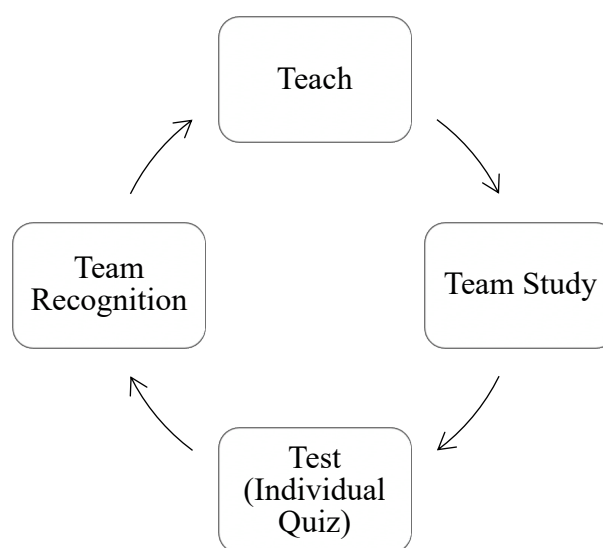 Teach
Team Study
Test
(Individual
Quiz)
Team
Recognition